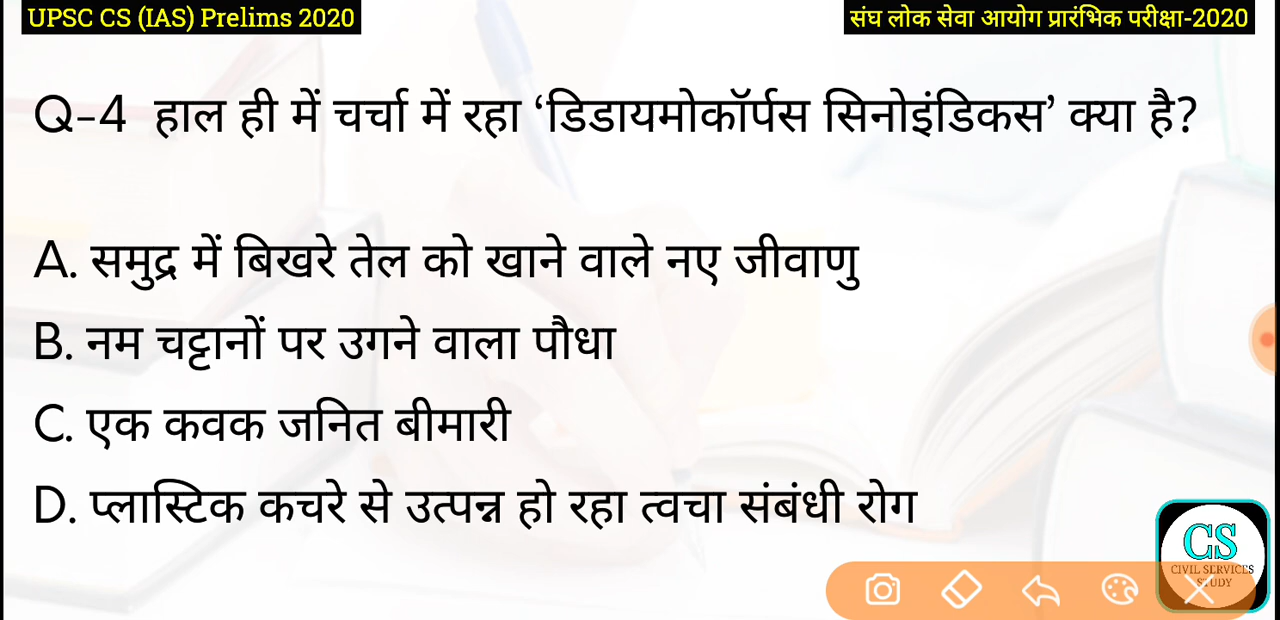 UPSC CS (IAS) Prelims 2020
संघ लोक सेवा आयोग प्रारंभिक परीक्षा-2020
Q-4 हाल ही में चर्चा में रहा ‘डिडायमोकॉर्पस सिनोइंडिकस’ क्या है?
A. समुद्र में बिखरे तेल को खाने वाले नए जीवाणु
B. नम चट्टानों पर उगने वाला पौधा
C. एक कवक जनित बीमारी
D. प्लास्टिक कचरे से उत्पन्न हो रहा त्वचा संबंधी रोग
CS
CIVIL SERVICES
STUDY